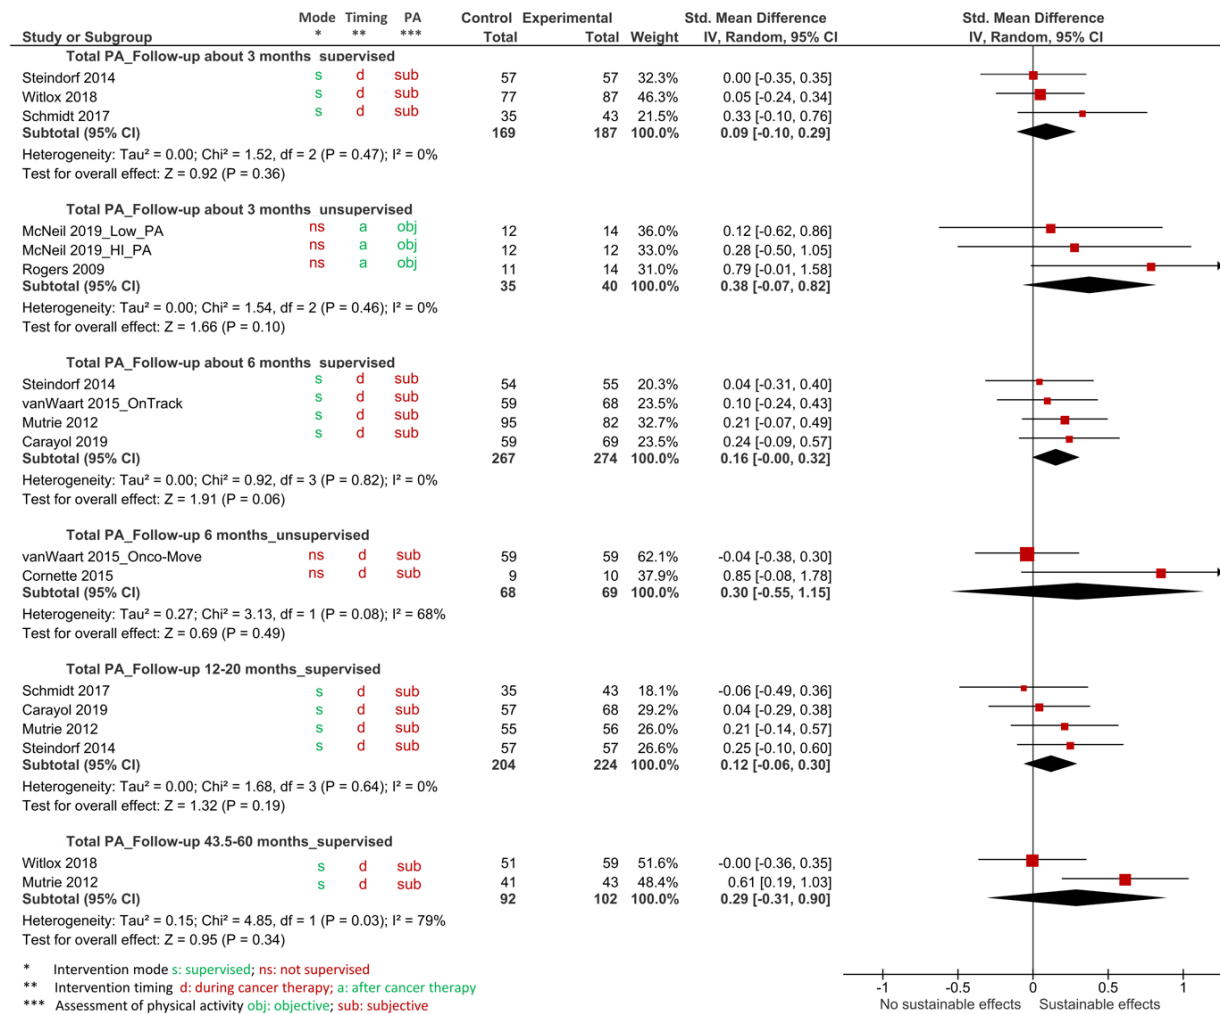 Mode Timing PA Control Experimental Std. Mean Difference Std. Mean Difference
Study or Subgroup * ** *** Total Total Weight IV, Random, 95% CI IV, Random, 95% CI
Total PA_Follow-up about 3 months supervised
Steindorf 2014 s d sub 57 57 32.3% 0.00 [-0.35, 0.35]
Witlox 2018 s d sub 77 87 46.3% 0.05 [-0.24, 0.34]
Schmidt 2017 s d sub 35 43 21.5% 0.33 [-0.10, 0.76]
Subtotal (95% CI) 169 187 100.0% 0.09 [-0.10, 0.29]
Heterogeneity: Tau² = 0.00; Chi² = 1.52, df = 2 (P = 0.47); I² = 0%
Test for overall effect: Z = 0.92 (P = 0.36)
Total PA_Follow-up about 3 months unsupervised
McNeil 2019_Low_PA ns a obj 12 14 36.0% 0.12 [-0.62, 0.86]
McNeil 2019_HI_PA ns a obj 12 12 33.0% 0.28 [-0.50, 1.05]
Rogers 2009 ns a obj 11 14 31.0% 0.79 [-0.01, 1.58]
Subtotal (95% CI) 35 40 100.0% 0.38 [-0.07, 0.82]
Heterogeneity: Tau² = 0.00; Chi² = 1.54, df = 2 (P = 0.46); I² = 0%
Test for overall effect: Z = 1.66 (P = 0.10)
Total PA_Follow-up about 6 months supervised
Steindorf 2014 s d sub 54 55 20.3% 0.04 [-0.31, 0.40]
vanWaart 2015_OnTrack s d sub 59 68 23.5% 0.10 [-0.24, 0.43]
Mutrie 2012 s d sub 95 82 32.7% 0.21 [-0.07, 0.49]
Carayol 2019 s d sub 59 69 23.5% 0.24 [-0.09, 0.57]
Subtotal (95% CI) 267 274 100.0% 0.16 [-0.00, 0.32]
Heterogeneity: Tau² = 0.00; Chi² = 0.92, df = 3 (P = 0.82); I² = 0%
Test for overall effect: Z = 1.91 (P = 0.06)
Total PA_Follow-up 6 months_unsupervised
vanWaart 2015_Onco-Move ns d sub 59 59 62.1% -0.04 [-0.38, 0.30]
Cornette 2015 ns d sub 9 10 37.9% 0.85 [-0.08, 1.78]
Subtotal (95% CI) 68 69 100.0% 0.30 [-0.55, 1.15]
Heterogeneity: Tau² = 0.27; Chi² = 3.13, df = 1 (P = 0.08); I² = 68%
Test for overall effect: Z = 0.69 (P = 0.49)
Total PA_Follow-up 12-20 months_supervised
Schmidt 2017 s d sub 35 43 18.1% -0.06 [-0.49, 0.36]
Carayol 2019 s d sub 57 68 29.2% 0.04 [-0.29, 0.38]
Mutrie 2012 s d sub 55 56 26.0% 0.21 [-0.14, 0.57]
Steindorf 2014 s d sub 57 57 26.6% 0.25 [-0.10, 0.60]
Subtotal (95% CI) 204 224 100.0% 0.12 [-0.06, 0.30]
Heterogeneity: Tau² = 0.00; Chi² = 1.68, df = 3 (P = 0.64); I² = 0%
Test for overall effect: Z = 1.32 (P = 0.19)
Total PA_Follow-up 43.5-60 months_supervised
Witlox 2018 s d sub 51 59 51.6% -0.00 [-0.36, 0.35]
Mutrie 2012 s d sub 41 43 48.4% 0.61 [0.19, 1.03]
Subtotal (95% CI) 92 102 100.0% 0.29 [-0.31, 0.90]
Heterogeneity: Tau² = 0.15; Chi² = 4.85, df = 1 (P = 0.03); I² = 79%
Test for overall effect: Z = 0.95 (P = 0.34)
* Intervention mode s: supervised; ns: not supervised
** Intervention timing d: during cancer therapy; a: after cancer therapy
*** Assessment of physical activity obj: objective; sub: subjective
-1 -0.5 0 0.5 1
No sustainable effects Sustainable effects